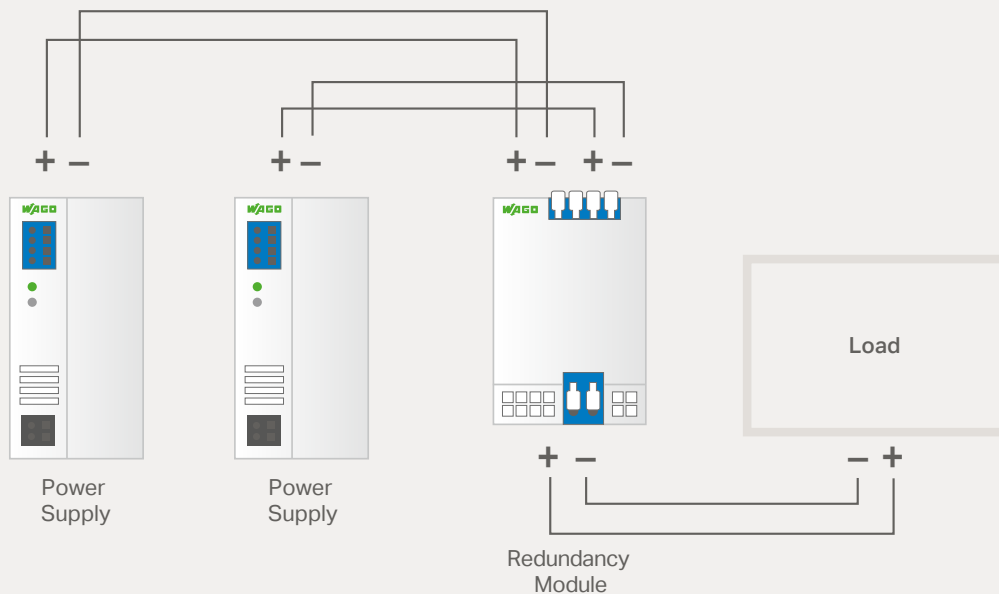 + − + − + − + −
WAGO WAGO WAGO
Load
+ − − +
Power
Supply
Power
Supply
Redundancy
Module